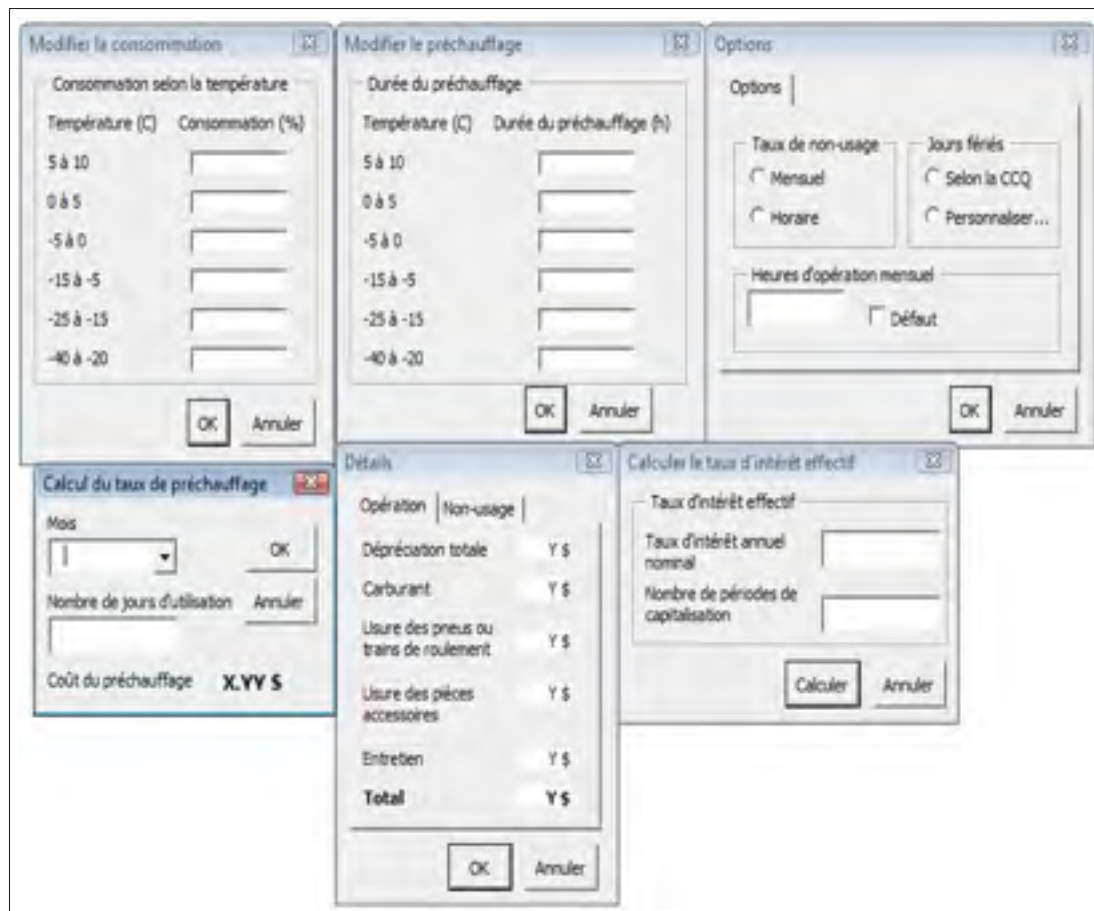 Modifier la consommation
Consommation selon la température
Température (C) Consommation (%)
5 à 10
0 à 5
-5 à 0
-15 à -5
-25 à -15
-40 à -20
OK Annuler
Modifier le préchauffage
Durée du préchauffage
Température (C) Durée du préchauffage (h)
5 à 10
0 à 5
-5 à 0
-15 à -5
-25 à -15
-40 à -20
OK Annuler
Options
Options
Taux de non-usage
Mensuel
Horaire
Jours fériés
Selon la CCQ
Personnaliser...
Heures d'opération mensuel
Défaut
OK Annuler
Calcul du taux de préchauffage
Mois
OK
Nombre de jours d'utilisation
Annuler
Coût du préchauffage X.YY $
Détails
Opération Non-usage
Dépréciation totale Y $
Carburant Y $
Usure des pneus ou
trains de roulement Y $
Usure des pièces
accessoires Y $
Entretien Y $
Total Y $
OK Annuler
Calculer le taux d'intérêt effectif
Taux d'intérêt effectif
Taux d'intérêt annuel
nominal
Nombre de périodes de
capitalisation
Calculer Annuler